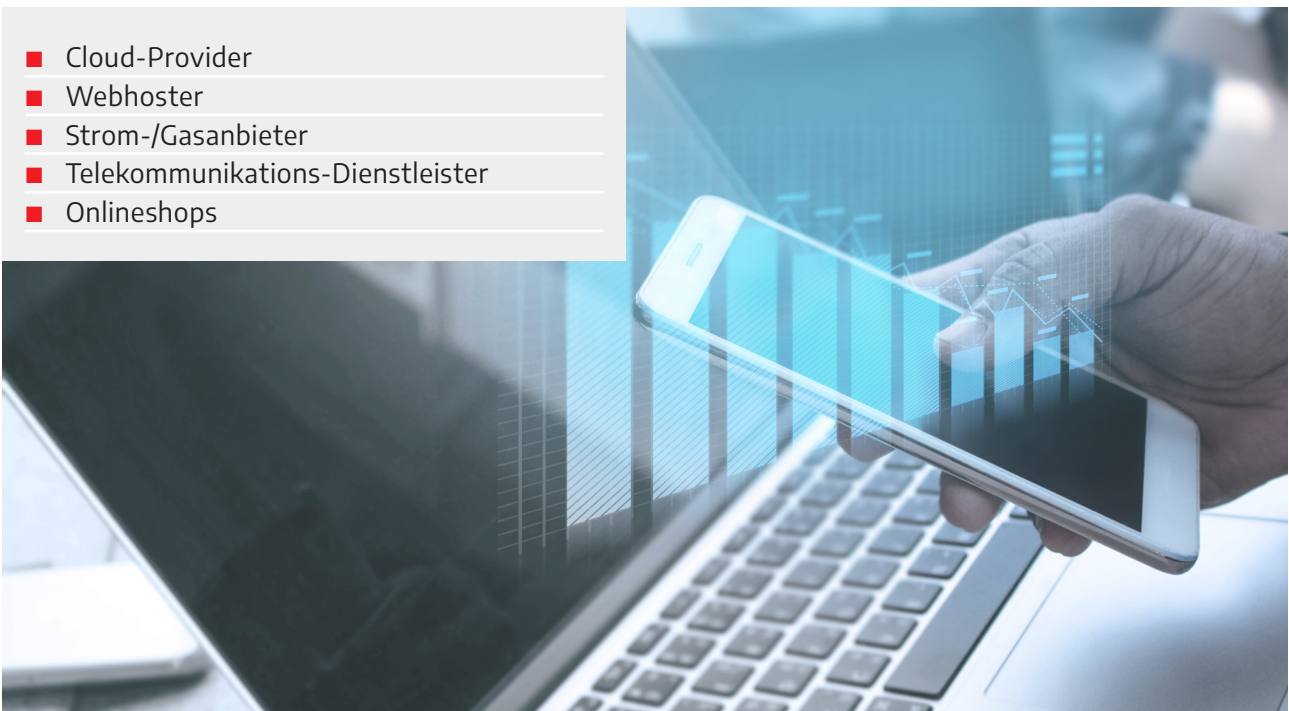 Cloud-Provider
Webhoster
Strom-/Gasanbieter
Telekommunikations-Dienstleister
Onlineshops